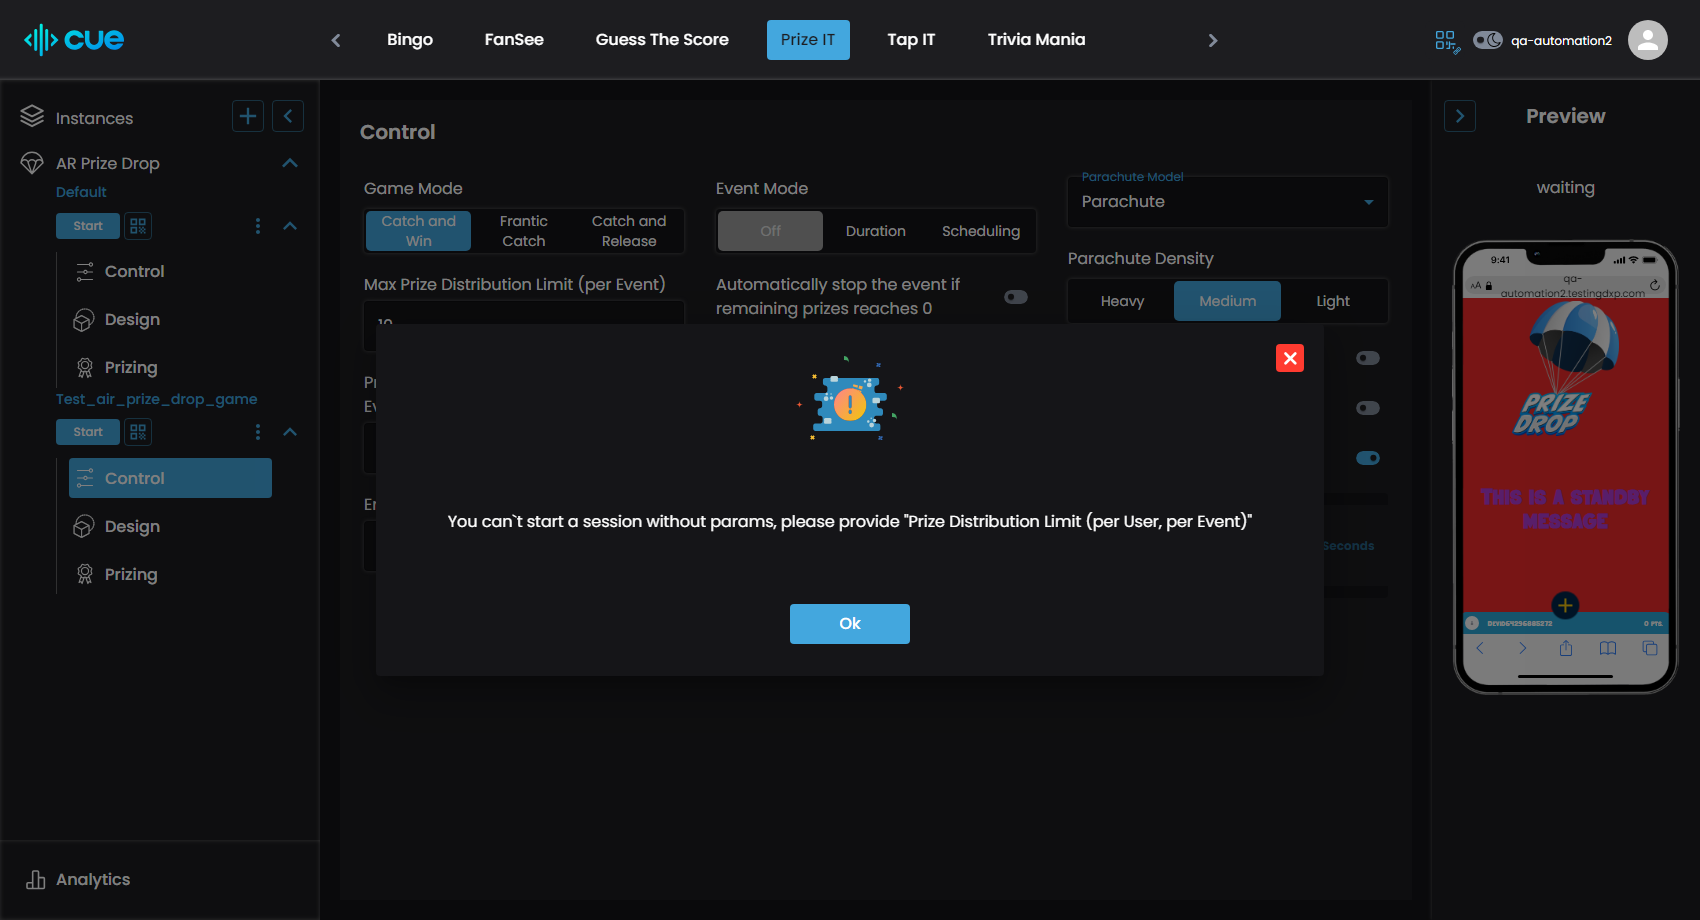 cue
Bingo
FanSee
Guess The Score
Prize IT
Tap IT
Trivia Mania
qa-automation2
Instances
AR Prize Drop
Default
Start
Control
Design
Prizing
Test_air_prize_drop_game
Start
Control
Design
Prizing
Analytics
Control
Game Mode
Catch and
Win
Frantic
Catch
Catch and
Release
Max Prize Distribution Limit (per Event)
10
Event Mode
Off
Duration
Scheduling
Automatically stop the event if
remaining prizes reaches 0
Parachute Model
Parachute
Parachute Density
Heavy
Medium
Light
Seconds
You can`t start a session without params, please provide "Prize Distribution Limit (per User, per Event)"
Ok
Preview
waiting
9:41
AA
qa-
automation2.testingdxp.com
PRIZE
DROP
THIS IS A STANDBY
MESSAGE
0 PTS.